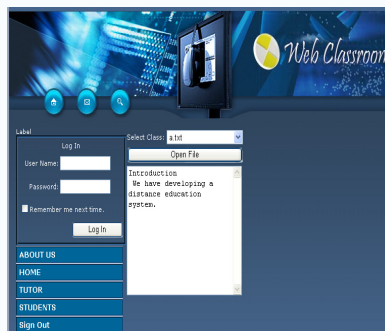 Web Classroom
Label
Log In
User Name:
Password:
Remember me next time.
Log In
Select Class: a.txt
Open File
Introduction
We have developing a
distance education
system.
ABOUT US
HOME
TUTOR
STUDENTS
Sign Out